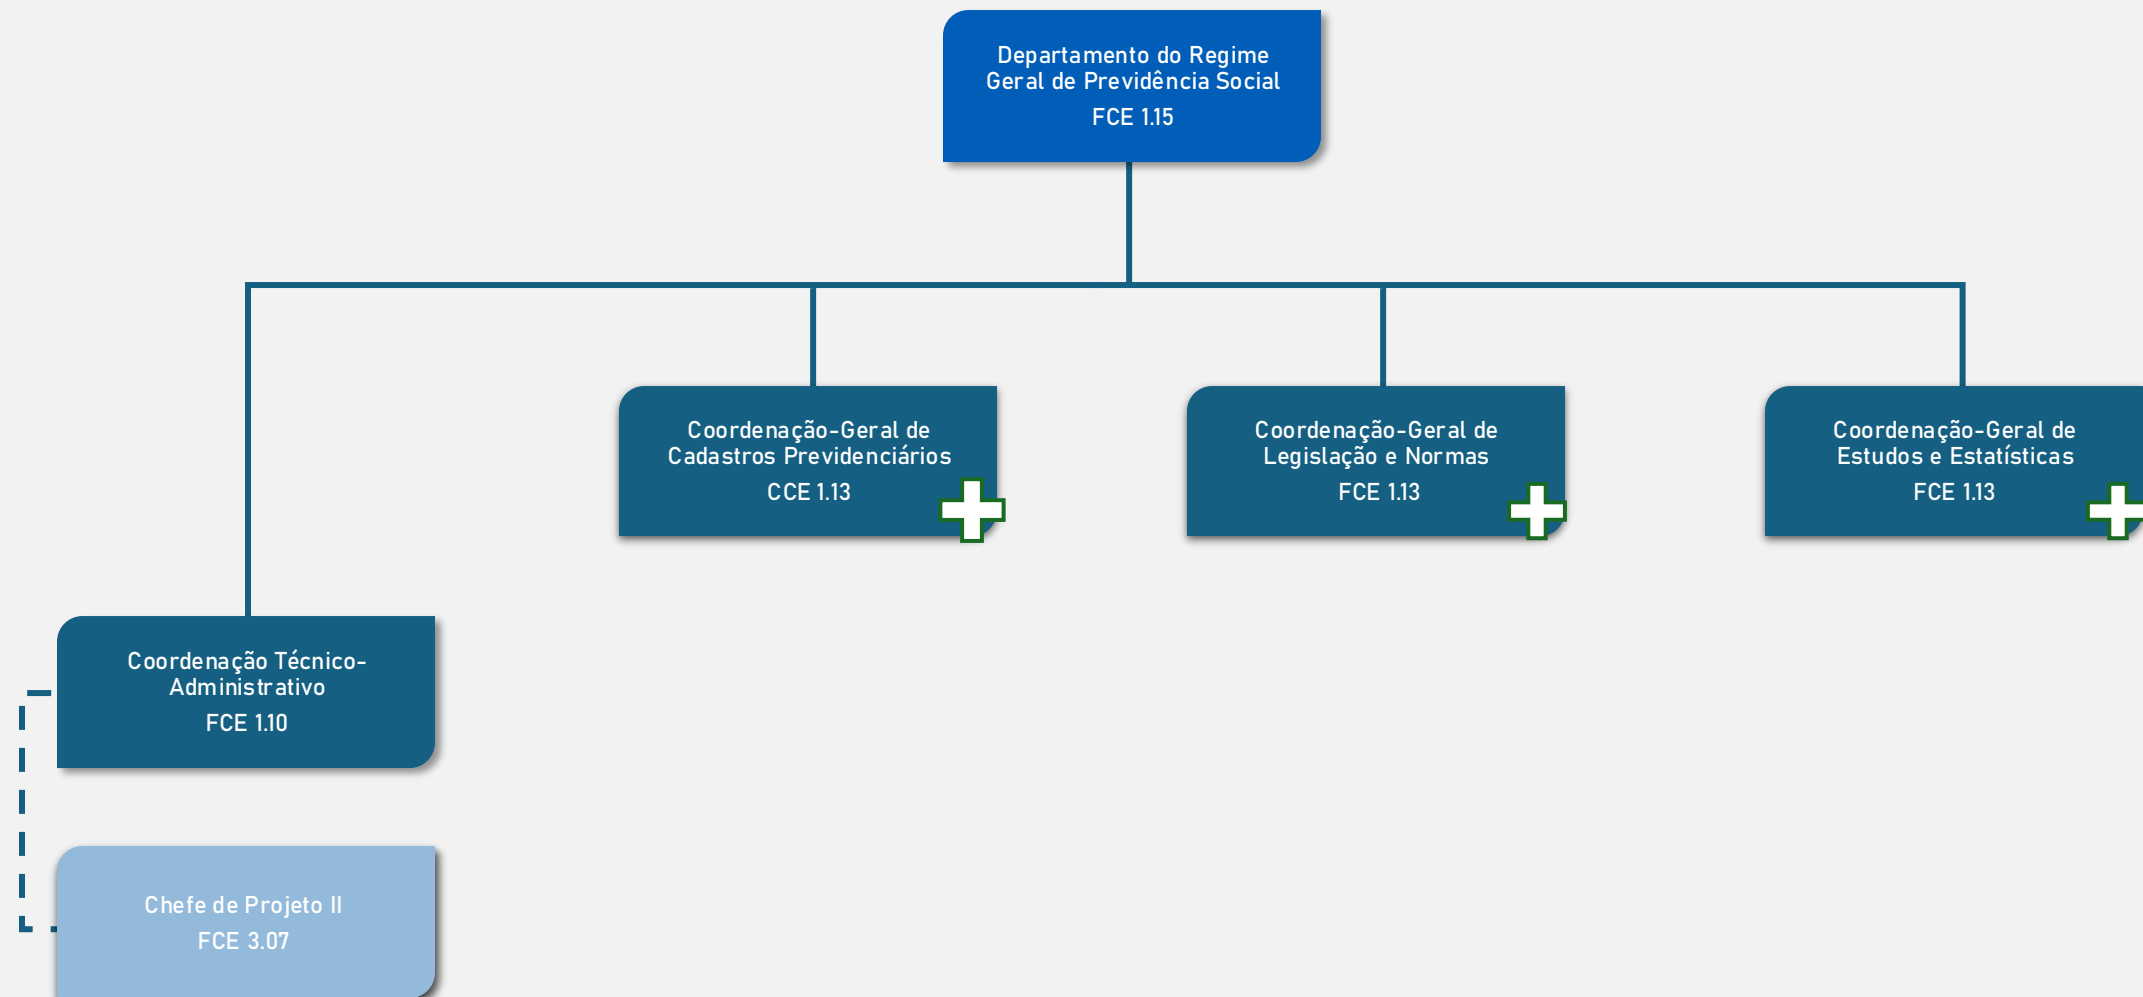 Departamento do Regime
Geral de Previdência Social
FCE 1.15
Coordenação-Geral de
Cadastros Previdenciários
CCE 1.13
Coordenação-Geral de
Legislação e Normas
FCE 1.13
Coordenação-Geral de
Estudos e Estatísticas
FCE 1.13
Coordenação Técnico-
Administrativo
FCE 1.10
Chefe de Projeto II
FCE 3.07